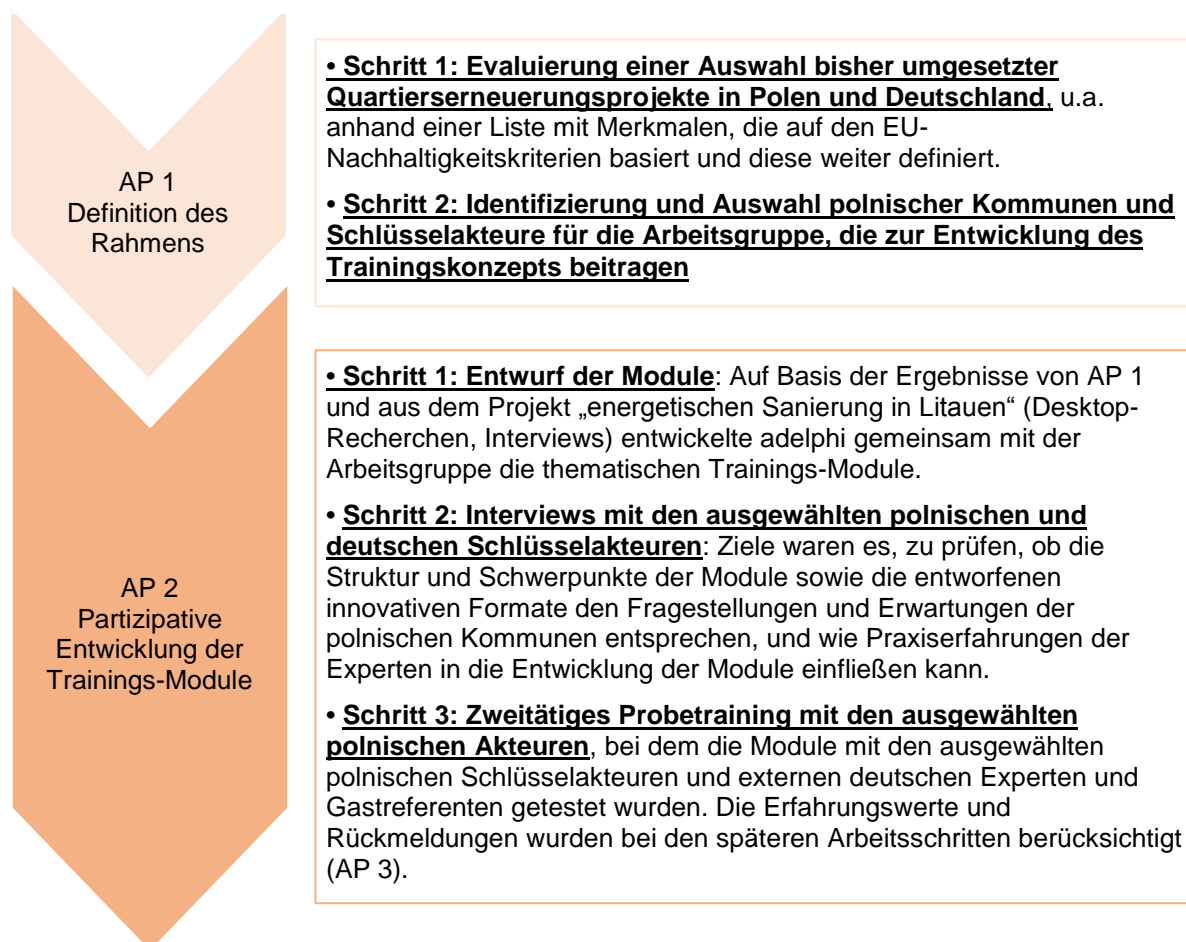 AP 1
Definition des
Rahmens
• Schritt 1: Evaluierung einer Auswahl bisher umgesetzter
Quartierserneuerungsprojekte in Polen und Deutschland, u.a.
anhand einer Liste mit Merkmalen, die auf den EU-
Nachhaltigkeitskriterien basiert und diese weiter definiert.
• Schritt 2: Identifizierung und Auswahl polnischer Kommunen und
Schlüsselakteure für die Arbeitsgruppe, die zur Entwicklung des
Trainingskonzepts beitragen
AP 2
Partizipative
Entwicklung der
Trainings-Module
• Schritt 1: Entwurf der Module: Auf Basis der Ergebnisse von AP 1
und aus dem Projekt „energetischen Sanierung in Litauen“ (Desktop-
Recherchen, Interviews) entwickelte adelphi gemeinsam mit der
Arbeitsgruppe die thematischen Trainings-Module.
• Schritt 2: Interviews mit den ausgewählten polnischen und
deutschen Schlüsselakteuren: Ziele waren es, zu prüfen, ob die
Struktur und Schwerpunkte der Module sowie die entworfenen
innovativen Formate den Fragestellungen und Erwartungen der
polnischen Kommunen entsprechen, und wie Praxiserfahrungen der
Experten in die Entwicklung der Module einfließen kann.
• Schritt 3: Zweitätiges Probetraining mit den ausgewählten
polnischen Akteuren, bei dem die Module mit den ausgewählten
polnischen Schlüsselakteuren und externen deutschen Experten und
Gastreferenten getestet wurden. Die Erfahrungswerte und
Rückmeldungen wurden bei den späteren Arbeitsschritten berücksichtigt
(AP 3).